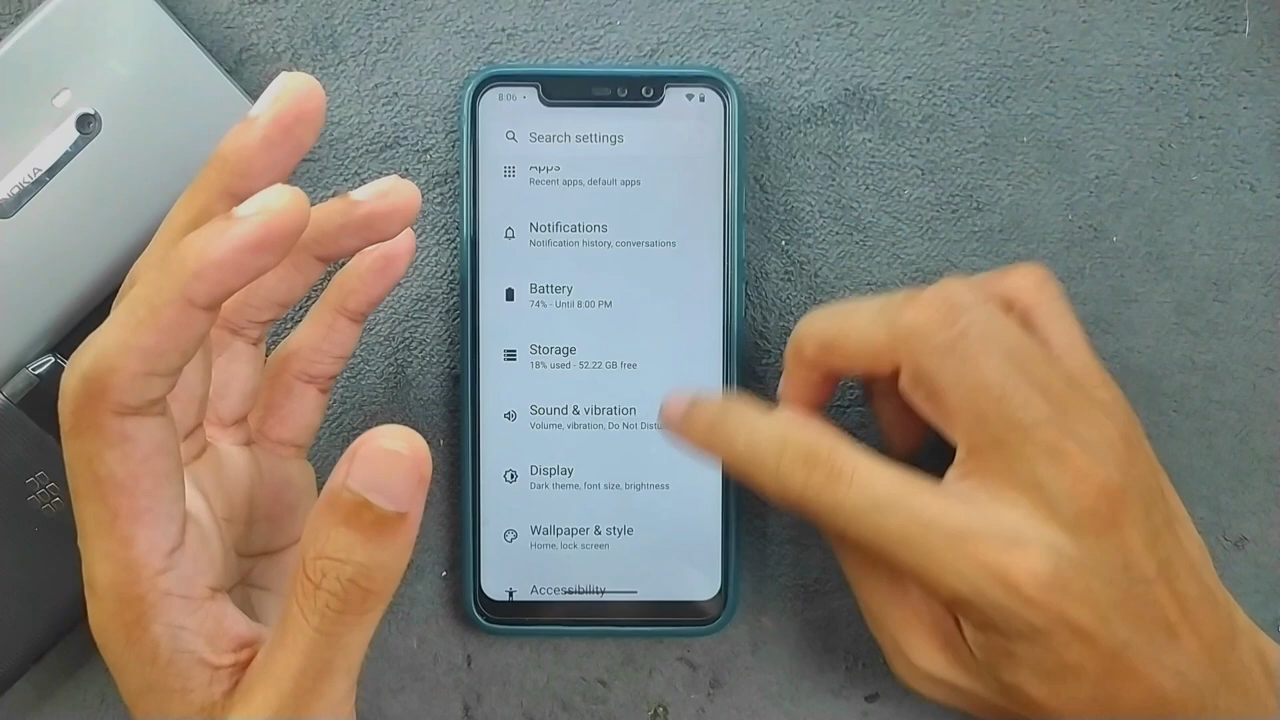 NOKIA
8:06
Search settings
Apps
Recent apps, default apps
Notifications
Notification history, conversations
Battery
74% - Until 8:00 PM
Storage
18% used - 52.22 GB free
Sound & vibration
Volume, vibration, Do Not
Display
Dark theme, font size, brightness
Wallpaper & style
Home, lock screen
Accessibility